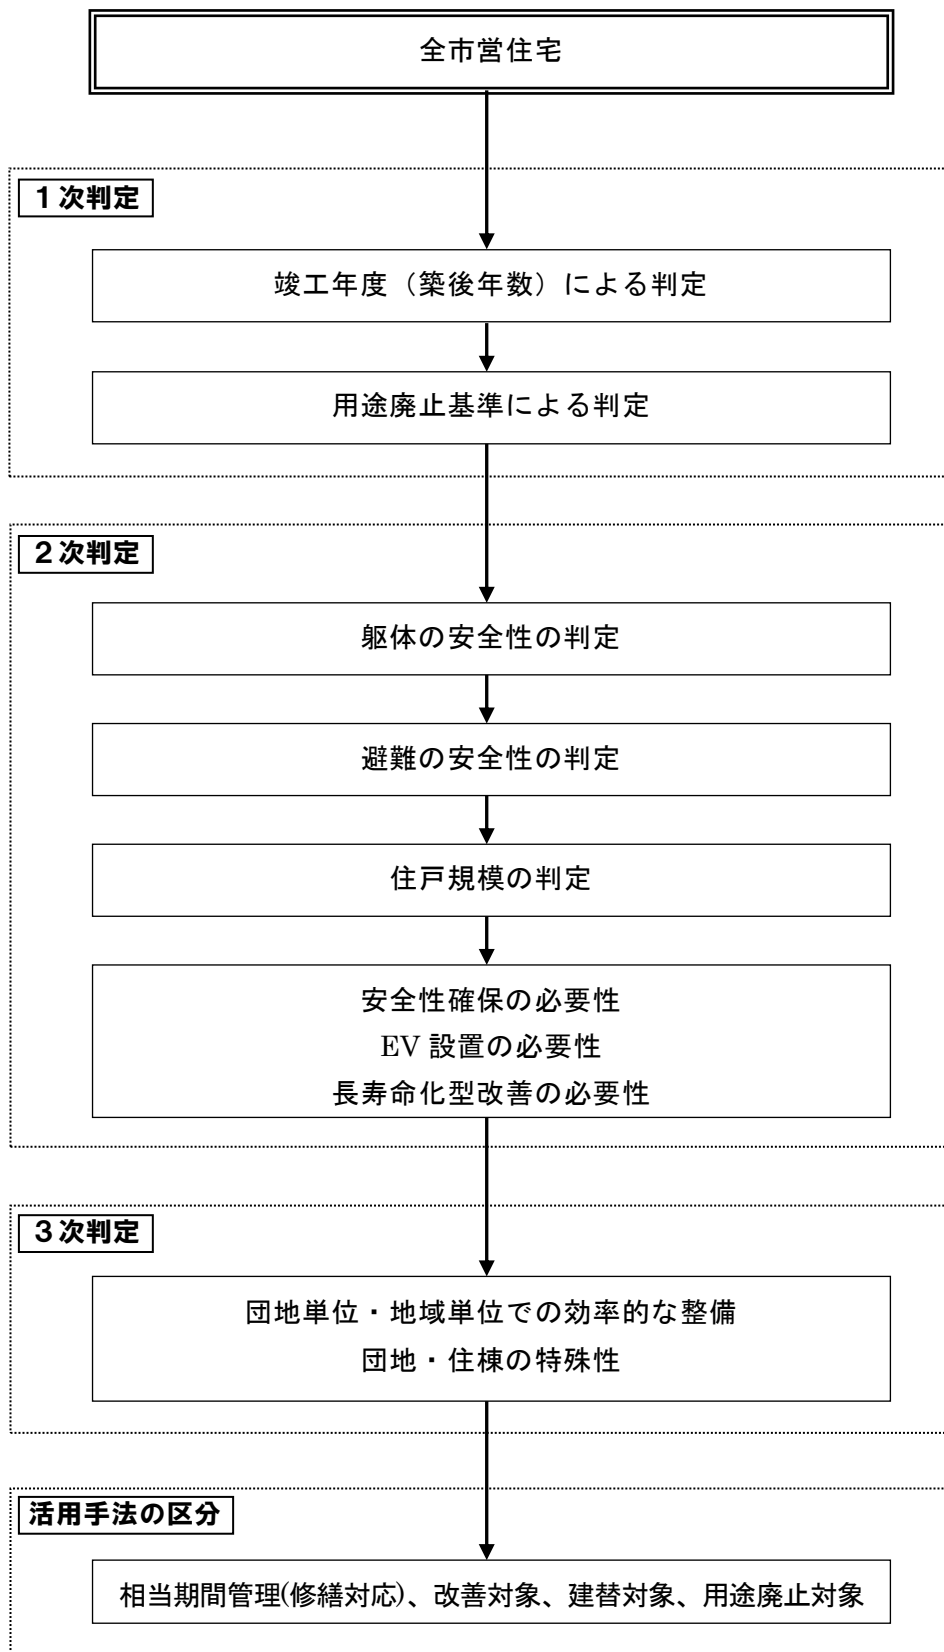 全市営住宅
１次判定
竣工年度（築後年数）による判定
用途廃止基準による判定
２次判定
躯体の安全性の判定
避難の安全性の判定
住戸規模の判定
安全性確保の必要性
EV 設置の必要性
長寿命化型改善の必要性
３次判定
団地単位・地域単位での効率的な整備
団地・住棟の特殊性
活用手法の区分
相当期間管理(修繕対応)、改善対象、建替対象、用途廃止対象